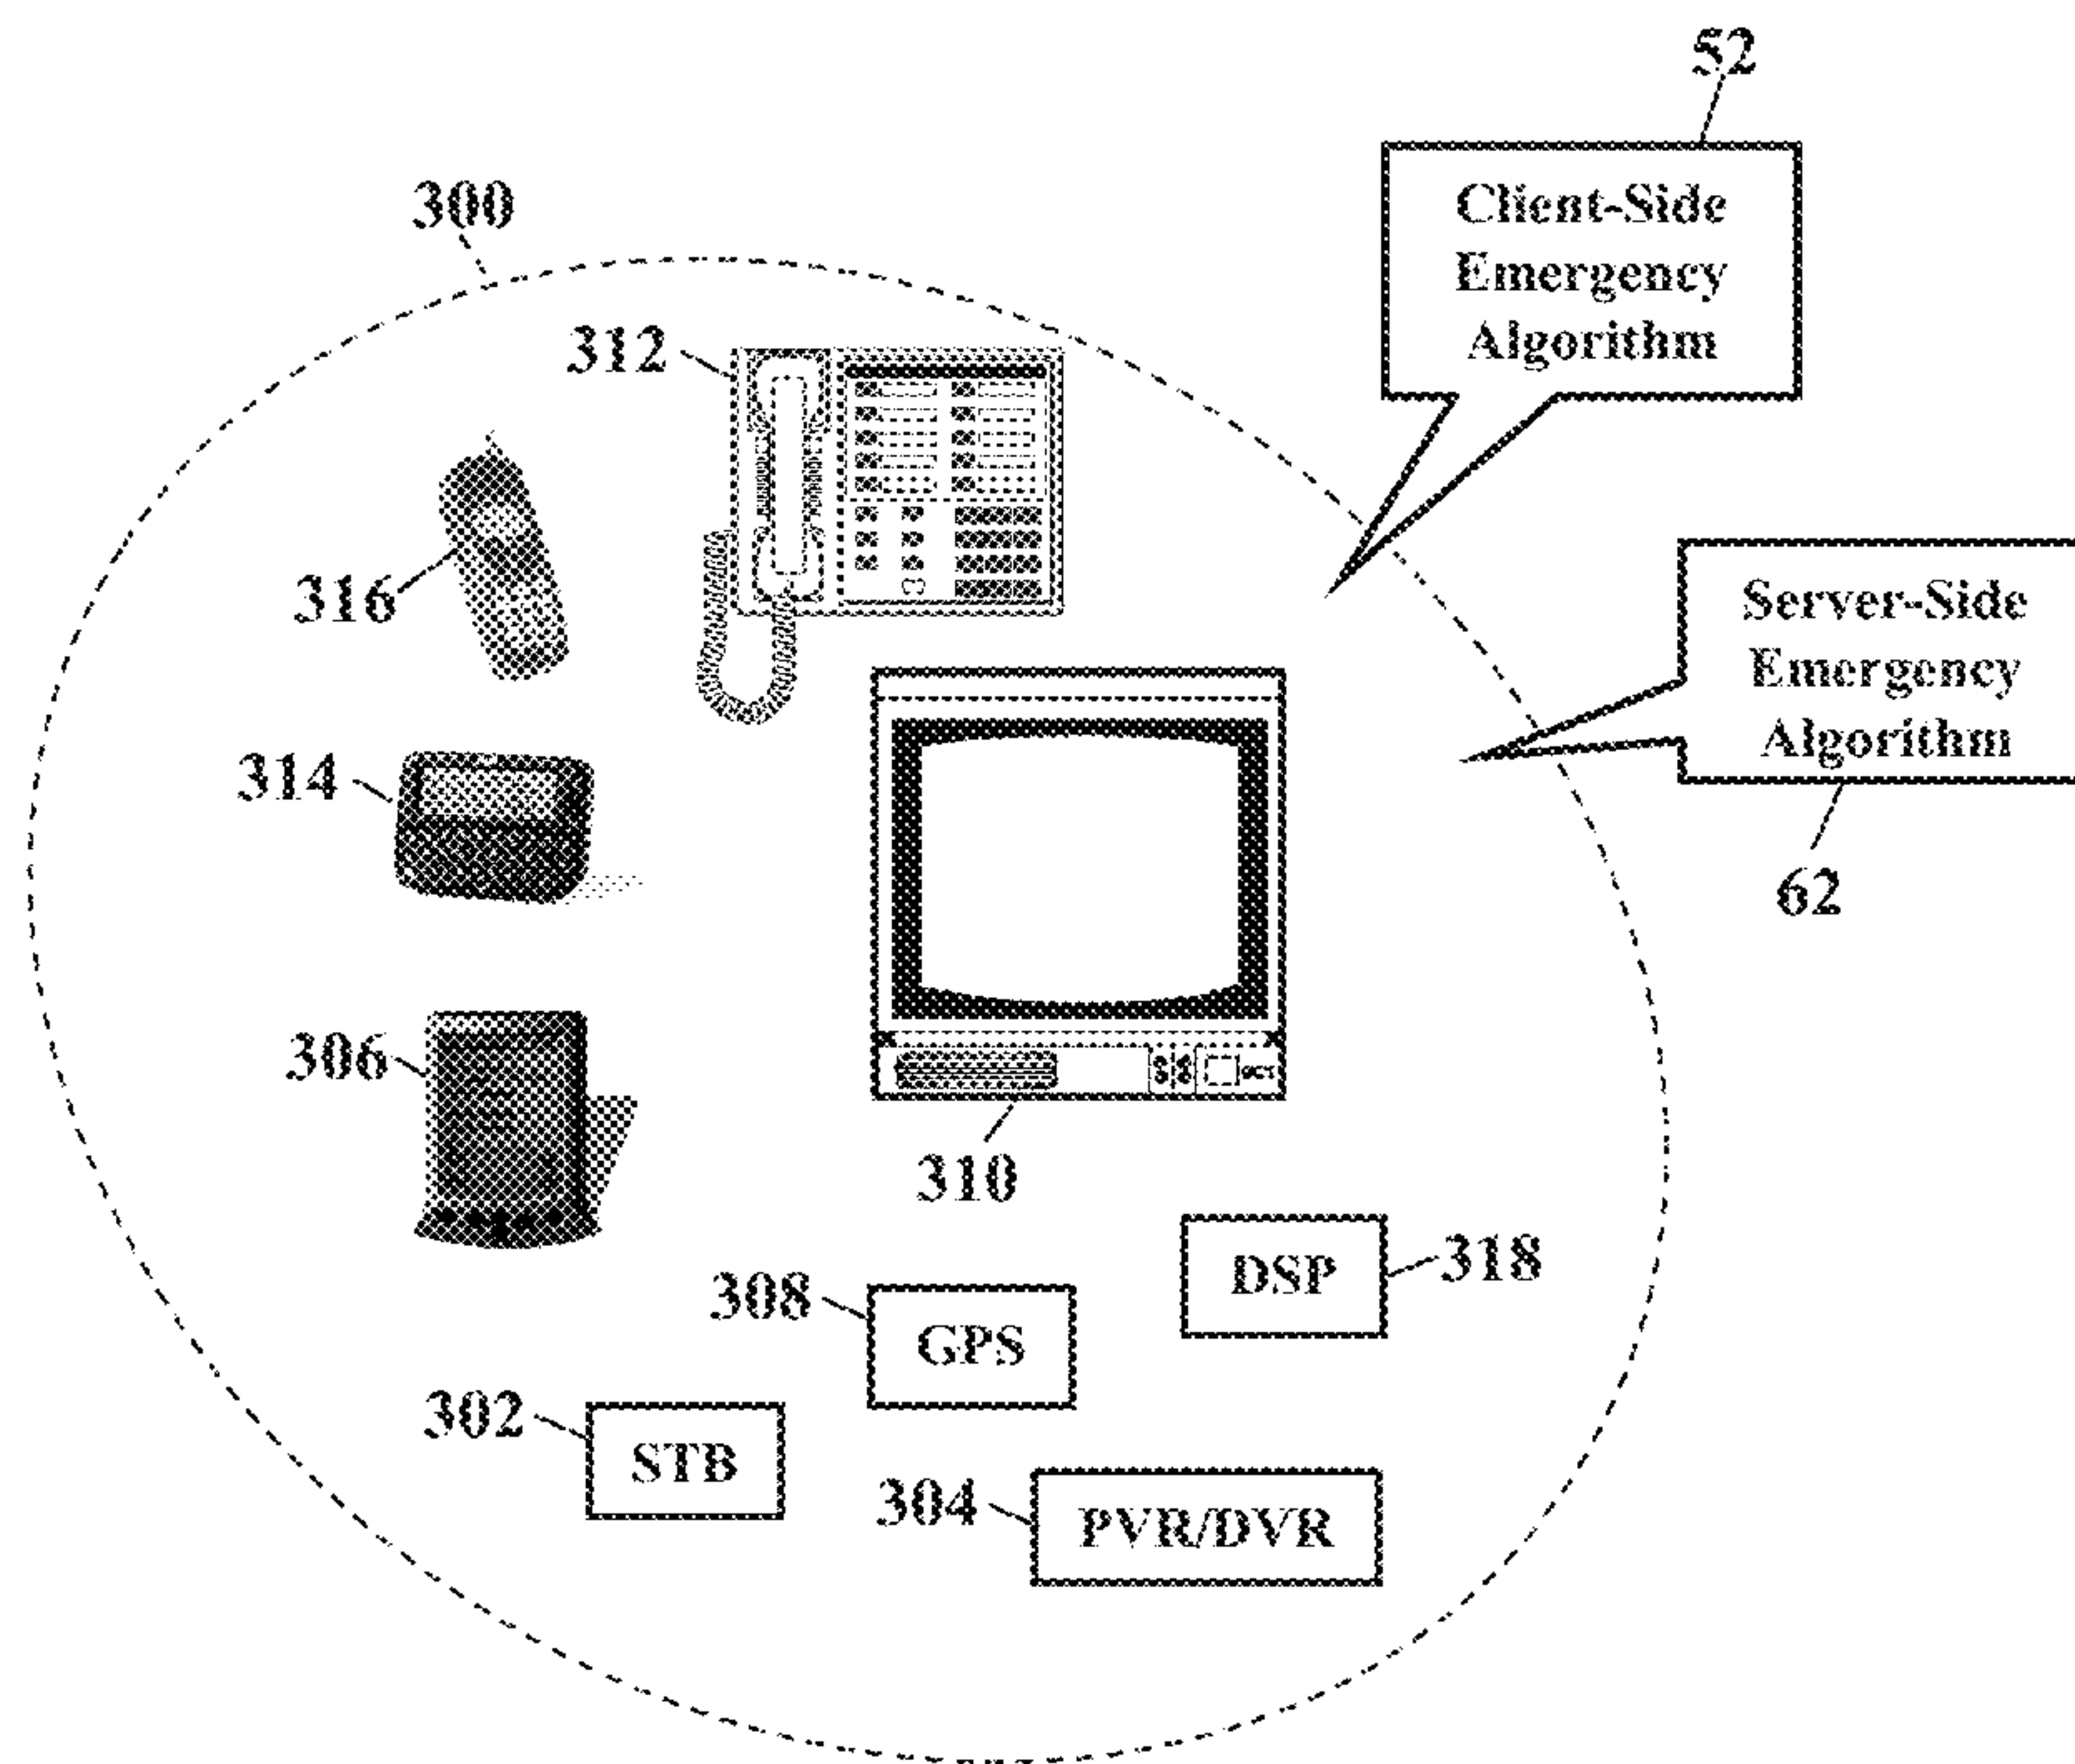 52
Client-Side
Emergency
Algorithm
300
312
316
Server-Side
Emergency
Algorithm
62
314
306
310
318
DSP
308
GPS
302
STB
304
PVR/DVR